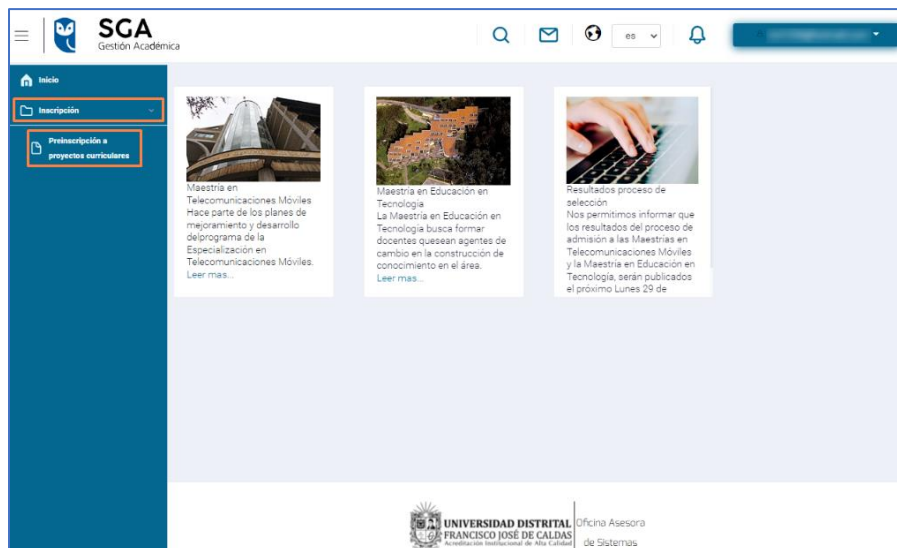 SGA
Gestión Académica
es
Inicio
Inscripción
Preinscripción a
proyectos curriculares
Maestría en
Telecomunicaciones Móviles
Hace parte de los planes de
mejoramiento y desarrollo
delprograma de la
Especialización en
Telecomunicaciones Móviles.
Leer mas...
Maestria en Educación en
Tecnologia
La Maestría en Educación en
Tecnologia busca formar
docentes quesean agentes de
cambio en la construcción de
conocimiento en el área.
Leer mas...
Resultados proceso de
selección
Nos permitimos informar que
los resultados del proceso de
admisión a las Maestrias en
Telecomunicaciones Móviles
y la Maestría en Educación en
Tecnología, serán publicados
el próximo Lunes 29 de
UNIVERSIDAD DISTRITAL
FRANCISCO JOSÉ DE CALDAS
Acreditación Institucional de Alta Calidad
Oficina Asesora
de Sistemas